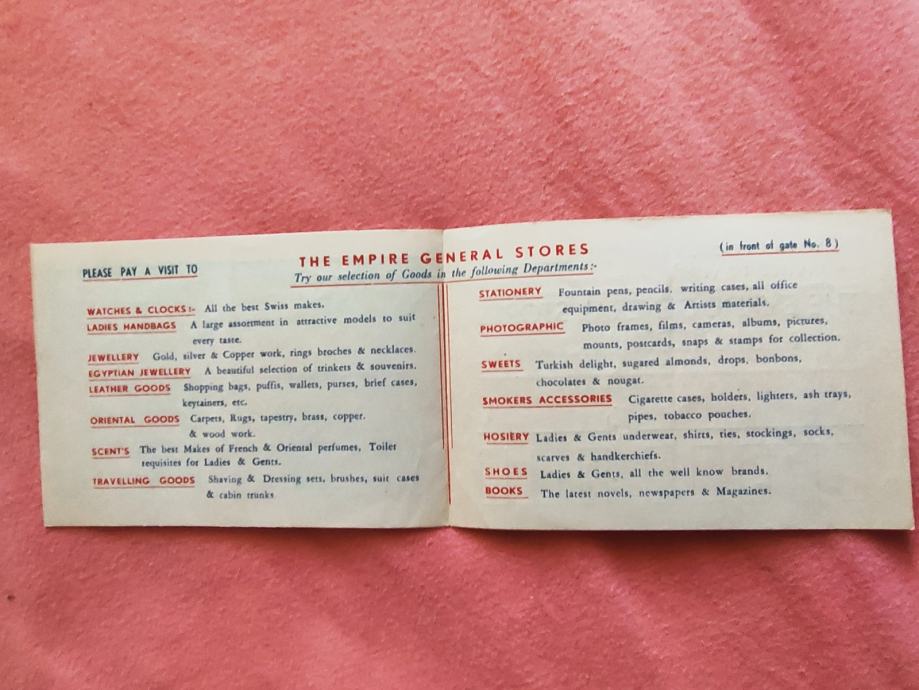 PLEASE PAY A VISIT TO
THE EMPIRE GENERAL STORES
(in front of gate No. 8)
Try our selection of Goods in the following Departments:-
WATCHES & CLOCKS:- All the best Swiss makes.
LADIES HANDBAGS A large assortment in attractive models to suit
every taste.
JEWELLERY Gold, silver & Copper work, rings broches & necklaces.
EGYPTIAN JEWELLERY A beautiful selection of trinkets & souvenirs.
LEATHER GOODS Shopping bags, puffis, wallets, purses, brief cases,
keytainers, etc.
ORIENTAL GOODS Carpets, Rugs, tapestry, brass, copper.
& wood work.
SCENT'S The best Makes of French & Oriental perfumes, Toiler
requisites for Ladies & Gents.
TRAVELLING GOODS Shaving & Dressing sets, brushes, suit cases
& cabin trunks
STATIONERY Fountain pens, pencils, writing cases, all office
equipment, drawing & Artists materials.
PHOTOGRAPHIC Photo frames, films, cameras, albums, pictures,
mounts, postcards, snaps & stamps for collection.
SWEETS Turkish delight, sugared almonds, drops, bonbons,
chocolates & nougat.
SMOKERS ACCESSORIES Cigarette cases, holders, lighters, ash trays,
pipes, tobacco pouches.
HOSIERY Ladies & Gents underwear, shirts, ties, stockings, socks,
scarves & handkerchiefs.
SHOES Ladies & Gents, all the well know brands.
BOOKS The latest novels, newspapers & Magazines.